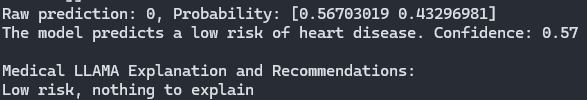 Raw prediction: 0, Probability: [0.56703019 0.43296981]
The model predicts a low risk of heart disease. Confidence: 0.57
Medical LLAMA Explanation and Recommendations:
Low risk, nothing to explain